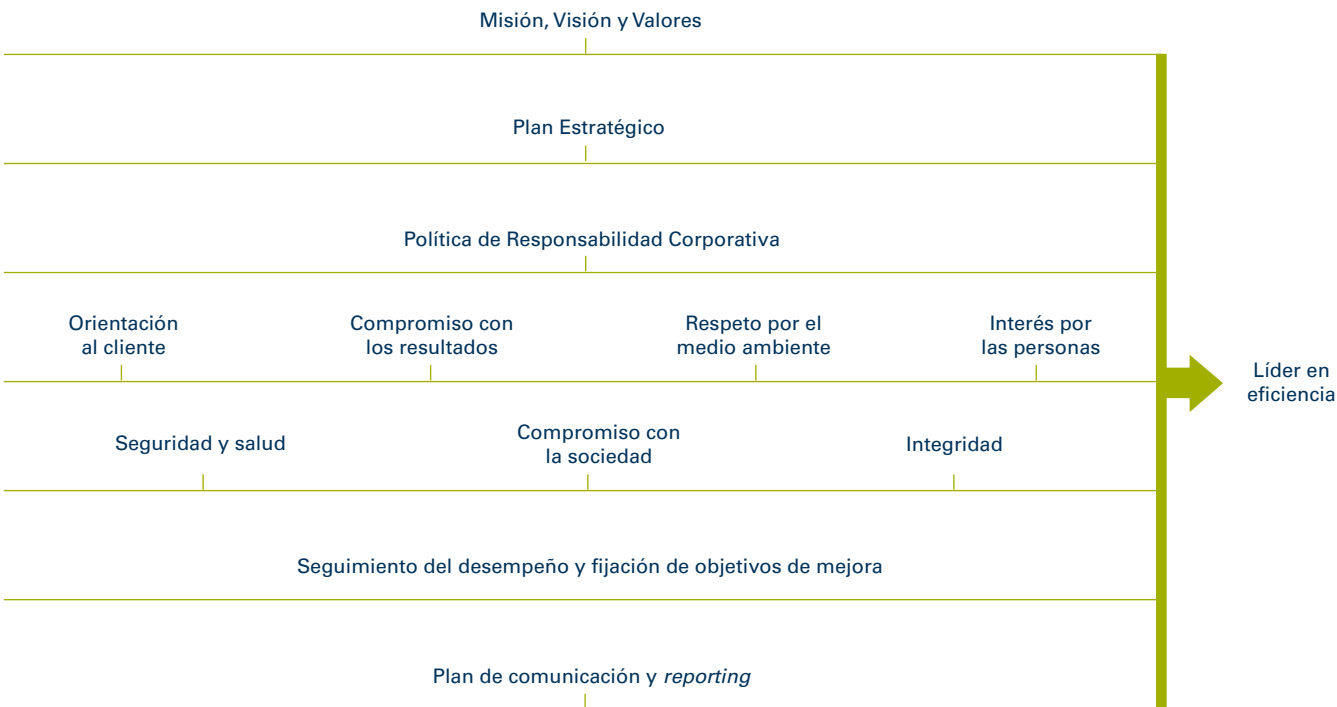 Misión, Visión y Valores
Plan Estratégico
Política de Responsabilidad Corporativa
Orientación
al cliente
Compromiso con
los resultados
Respeto por el
medio ambiente
Interés por
las personas
Líder en
eficiencia
Seguridad y salud
Compromiso con
la sociedad
Integridad
Seguimiento del desempeño y fijación de objetivos de mejora
Plan de comunicación y reporting